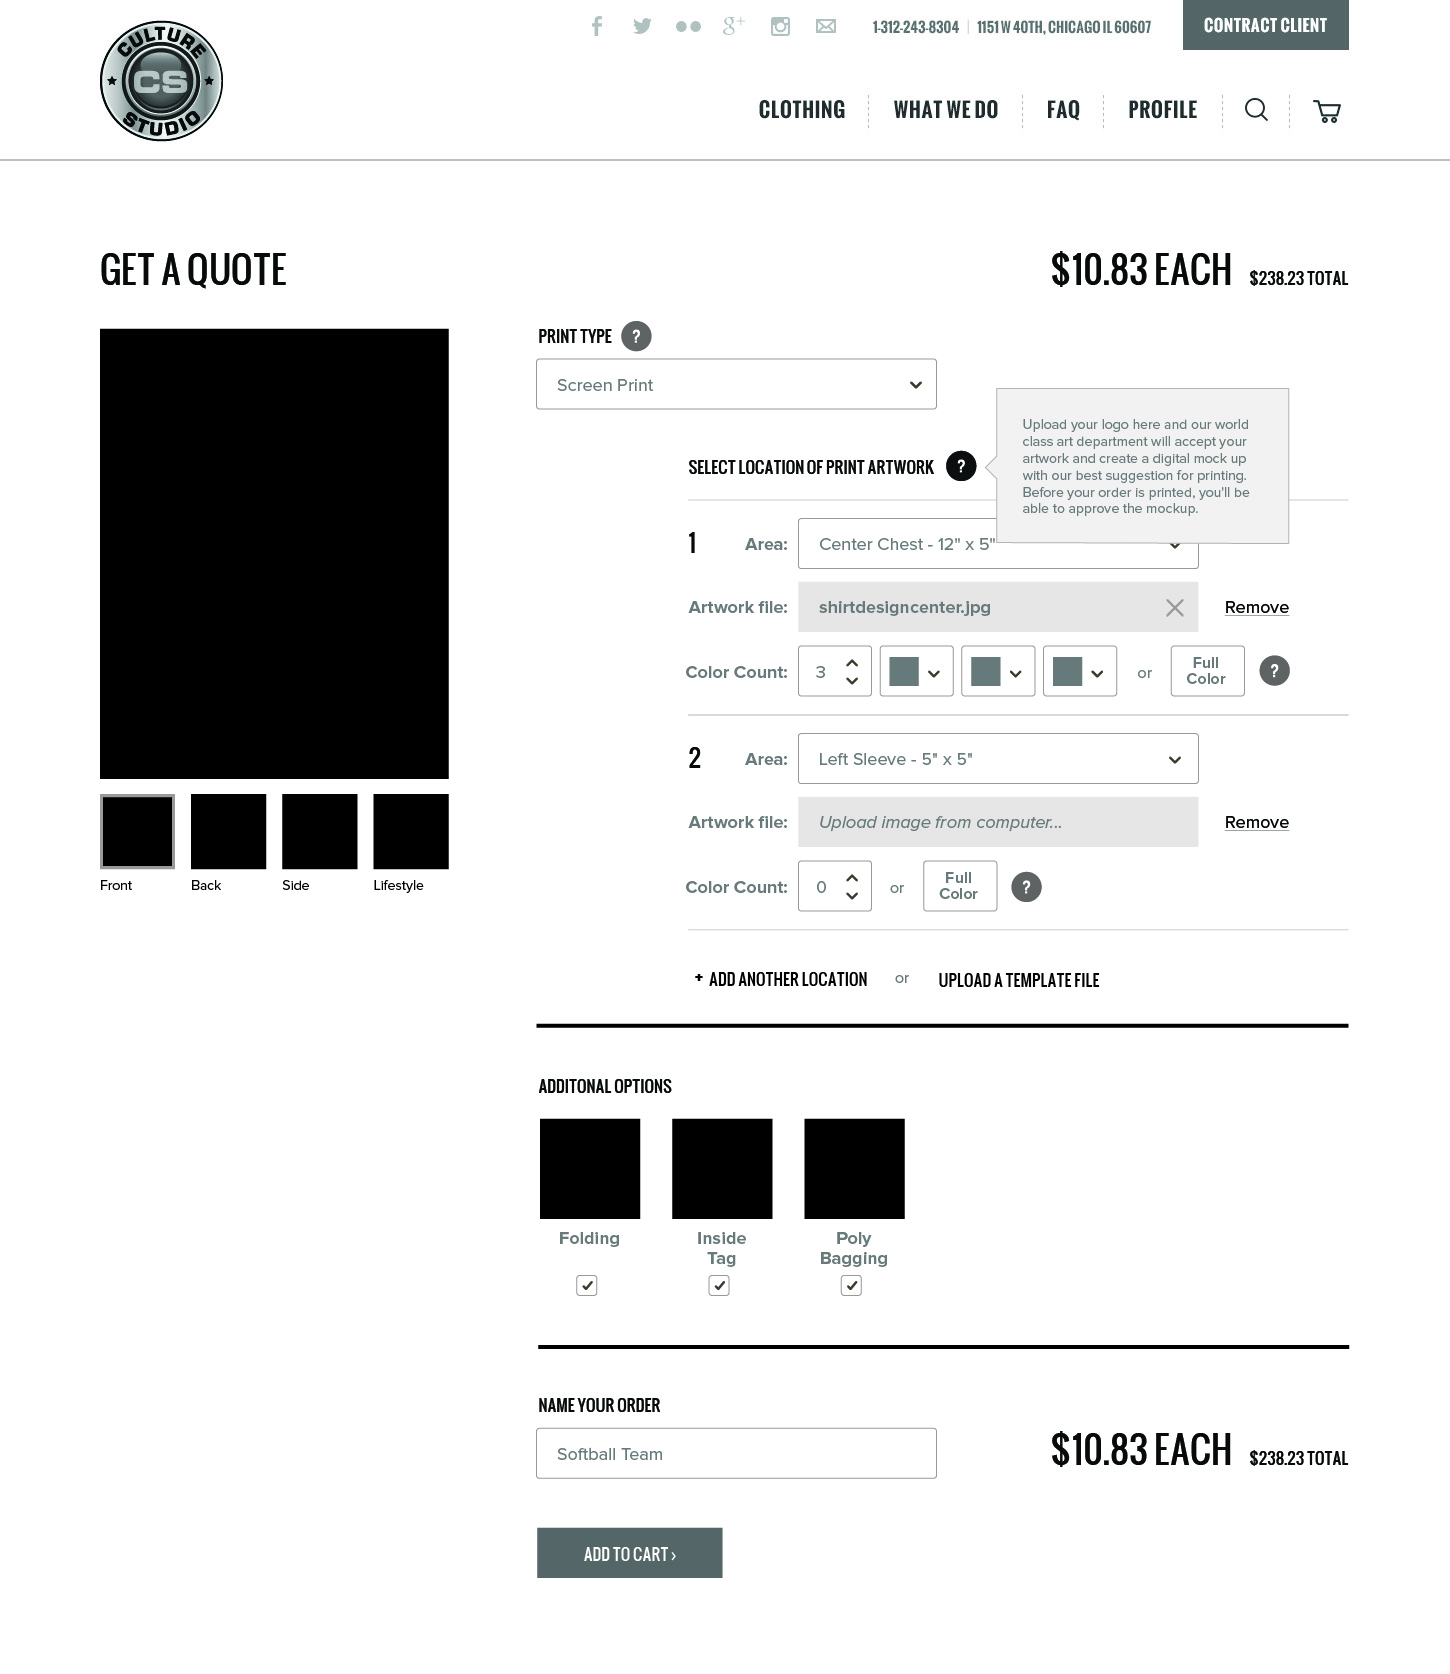 CULTURE
CS
STUDIO
1-312-243-8304 | 1151 W 40TH, CHICAGO IL 60607
CONTRACT CLIENT
CLOTHING
WHAT WE DO
FAQ
PROFILE
GET A QUOTE
$10.83 EACH $238.23 TOTAL
PRINT TYPE ?
Screen Print
SELECT LOCATION OF PRINT ARTWORK ?
Upload your logo here and our world
class art department will accept your
artwork and create a digital mock up
with our best suggestion for printing.
Before your order is printed, you'll be
able to approve the mockup.
1 Area: Center Chest - 12" x 5"
Artwork file: shirtdesigncenter.jpg Remove
Color Count: 3 or Full Color ?
2 Area: Left Sleeve - 5" x 5"
Artwork file: Upload image from computer... Remove
Color Count: 0 or Full Color ?
Front Back Side Lifestyle
+ ADD ANOTHER LOCATION or UPLOAD A TEMPLATE FILE
ADDITONAL OPTIONS
Folding
Inside
Tag
Poly
Bagging
NAME YOUR ORDER
Softball Team
$10.83 EACH $238.23 TOTAL
ADD TO CART ›